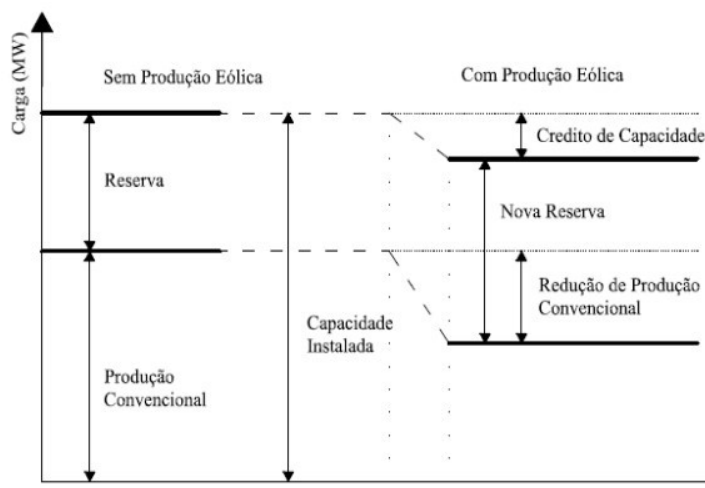 Carga (MW)
Sem Produção Eólica
Com Produção Eólica
Credito de Capacidade
Reserva
Nova Reserva
Redução de Produção
Convencional
Capacidade
Instalada
Produção
Convencional